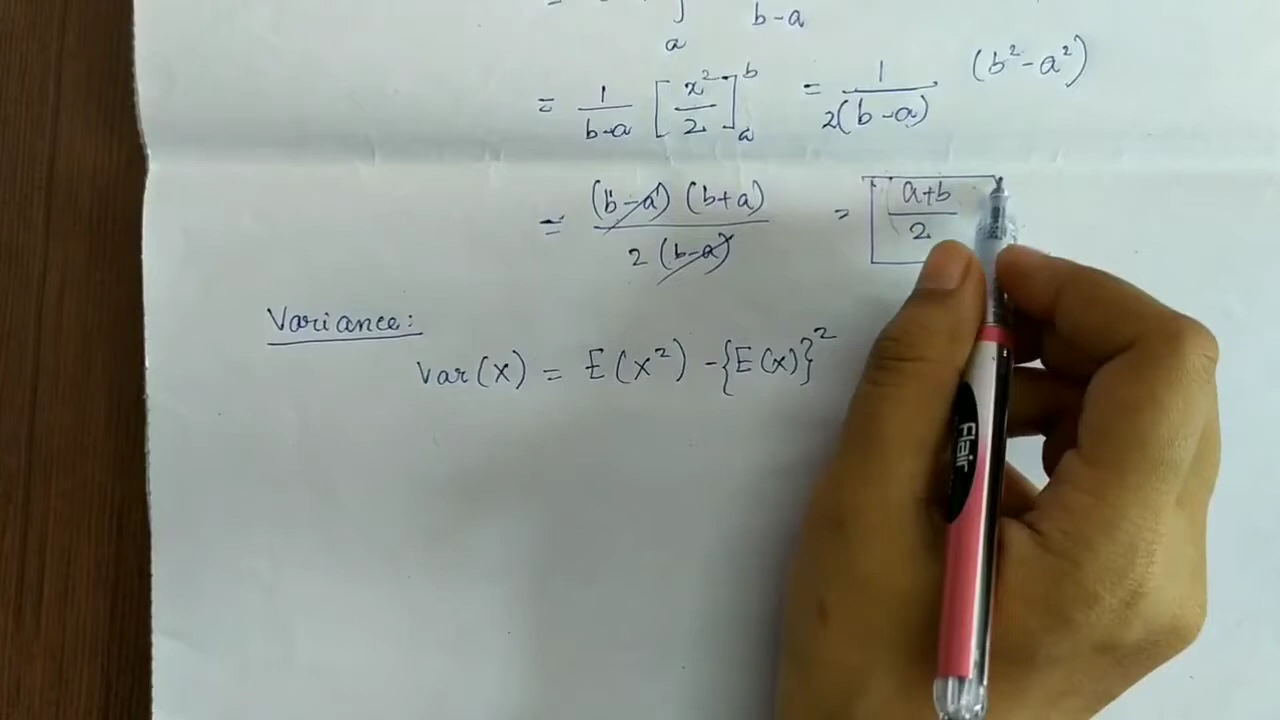 = ∫ₐ b-a
= 1/(b-a) [x²/2]ₐᵇ = 1/(2(b-a)) (b²-a²)
= (b-a)(b+a)/(2(b-a)) = (a+b)/2
Variance:
Var(X) = E(X²) - {E(X)}²
Flair